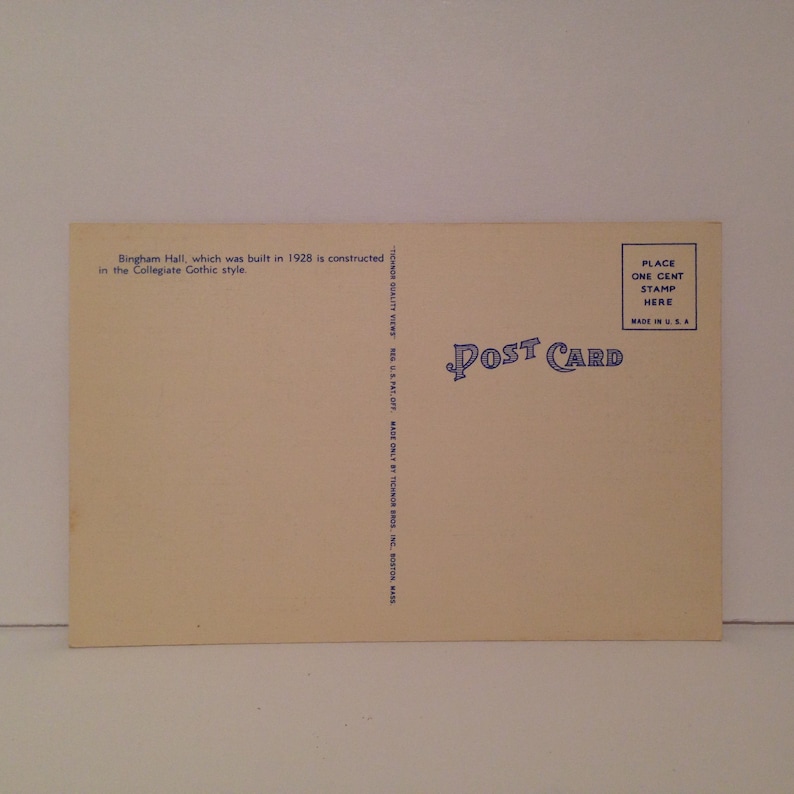 Bingham Hall, which was built in 1928 is constructed
in the Collegiate Gothic style.
"TICHNOR QUALITY VIEWS" REG. U. S. PAT. OFF. MADE ONLY BY TICHNOR BROS., INC., BOSTON, MASS.
PLACE
ONE CENT
STAMP
HERE
MADE IN U. S. A
POST CARD